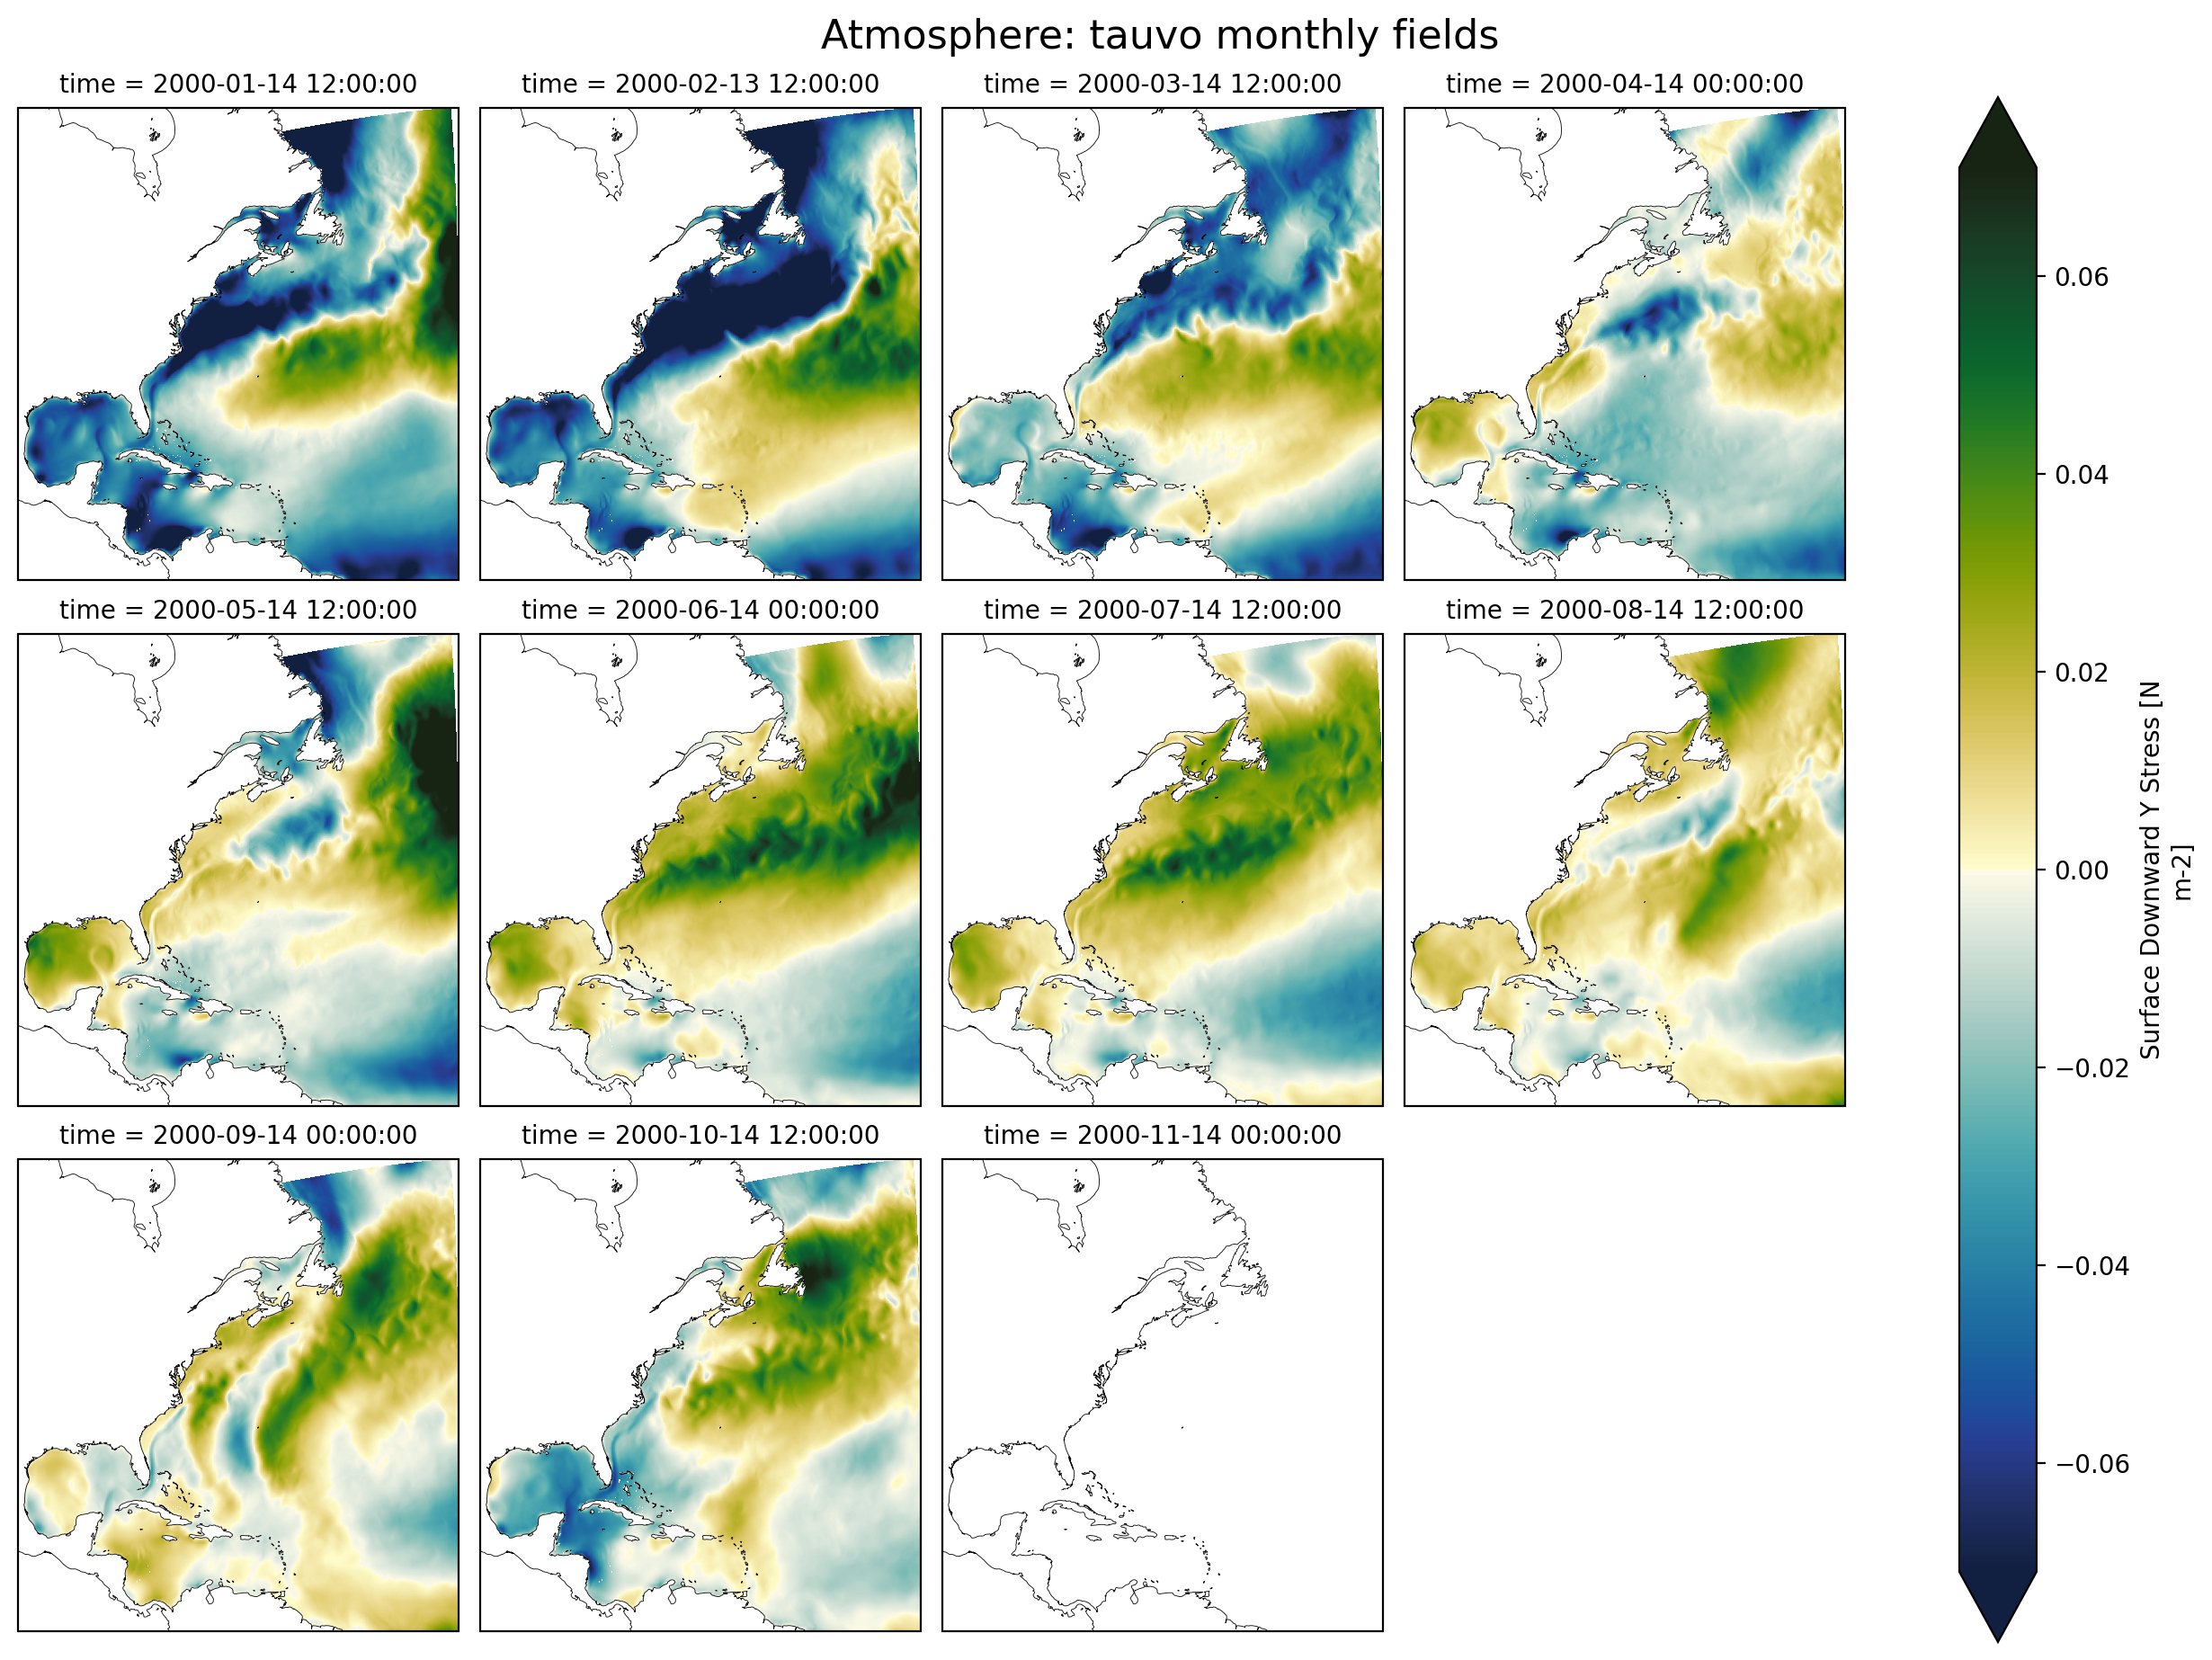 Atmosphere: tauvo monthly fields
time = 2000-01-14 12:00:00
time = 2000-02-13 12:00:00
time = 2000-03-14 12:00:00
time = 2000-04-14 00:00:00
time = 2000-05-14 12:00:00
time = 2000-06-14 00:00:00
time = 2000-07-14 12:00:00
time = 2000-08-14 12:00:00
time = 2000-09-14 00:00:00
time = 2000-10-14 12:00:00
time = 2000-11-14 00:00:00
0.06
0.04
0.02
0.00
−0.02
−0.04
−0.06
Surface Downward Y Stress [N
m-2]